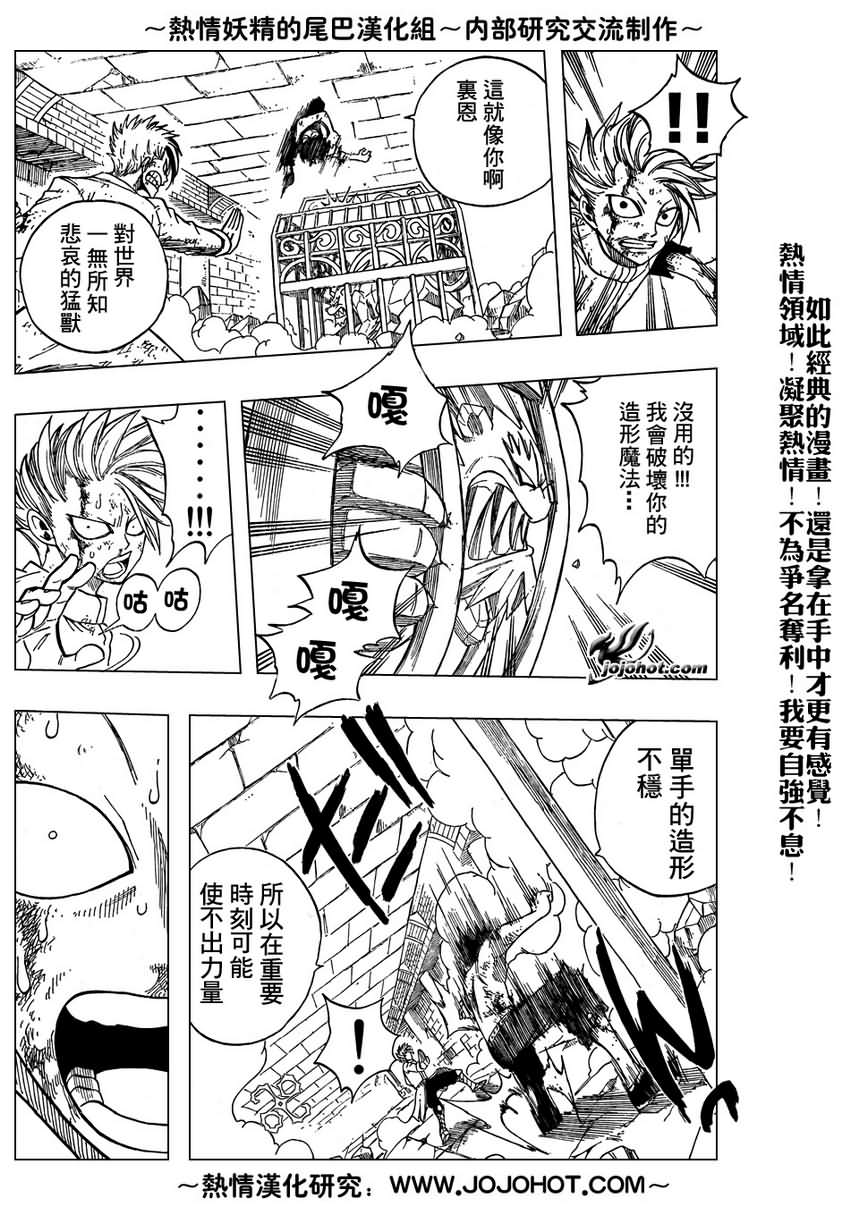 ～熱情妖精的尾巴漢化組～內部研究交流制作～
!!
這就像你啊
裏恩
對世界
一無所知
悲哀的猛獸
沒用的!!!
我會破壞你的
造形魔法…
嘎
嘎
嘎
jojohot.com
………
!!!
咕
咕
單手的造形
不穩
所以在重要
時刻可能
使不出力量
!
如此經典的漫畫！還是拿在手中才更有感覺！
熱情領域！凝聚熱情！不為爭名奪利！我要自強不息！
～熱情漢化研究：WWW.JOJOHOT.COM～